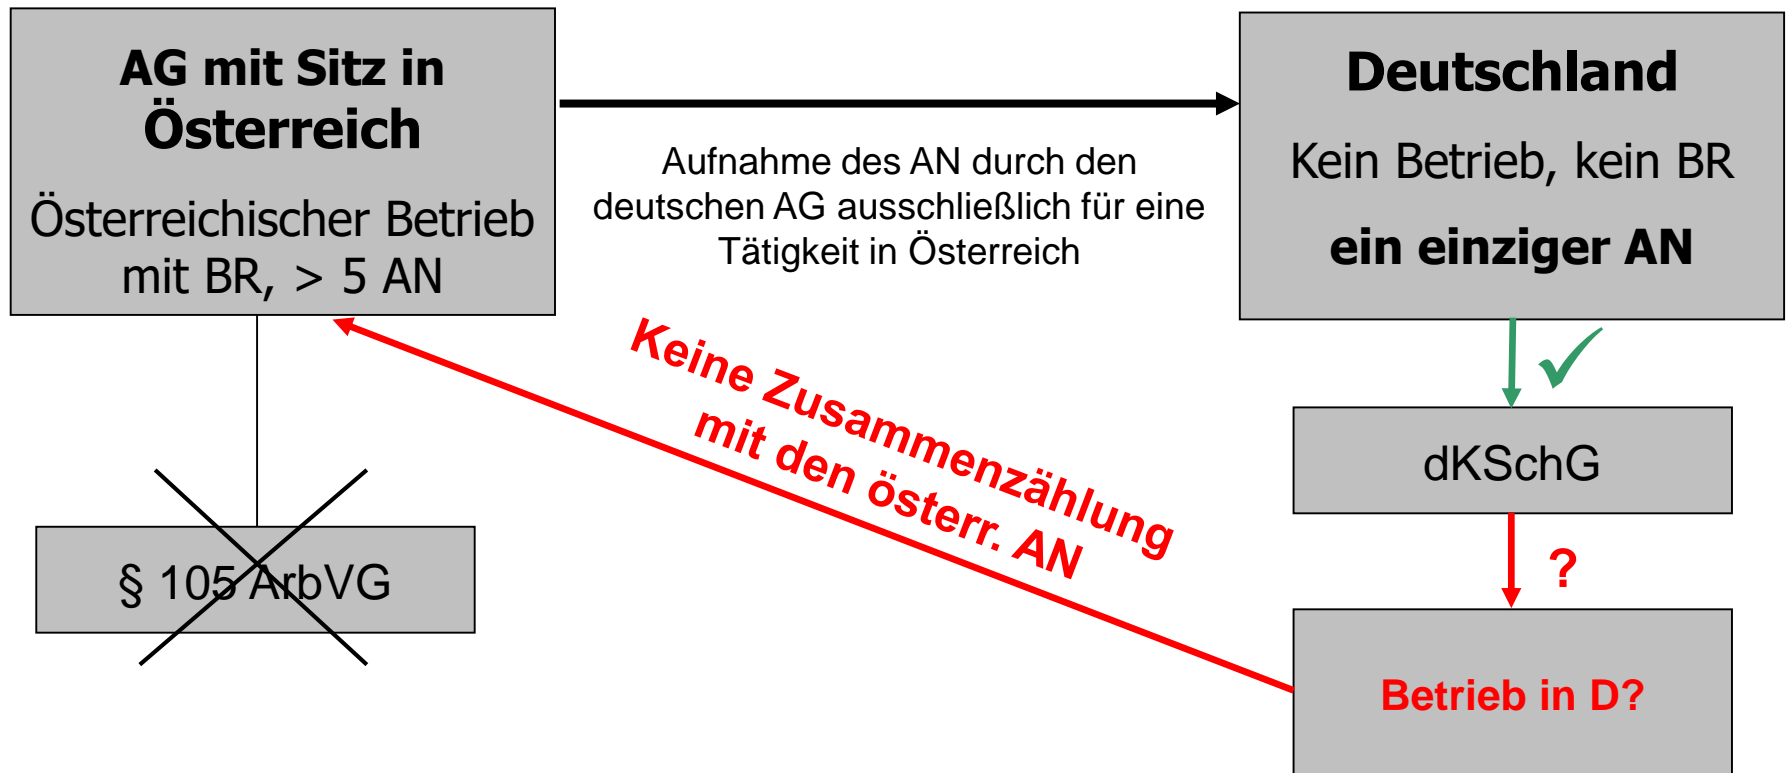 AG mit Sitz in
Österreich
Österreichischer Betrieb
mit BR, > 5 AN
Aufnahme des AN durch den
deutschen AG ausschließlich für eine
Tätigkeit in Österreich
Deutschland
Kein Betrieb, kein BR
ein einziger AN
Keine Zusammenzählung
mit den österr. AN
dKSchG
?
§ 105 ArbVG
Betrieb in D?